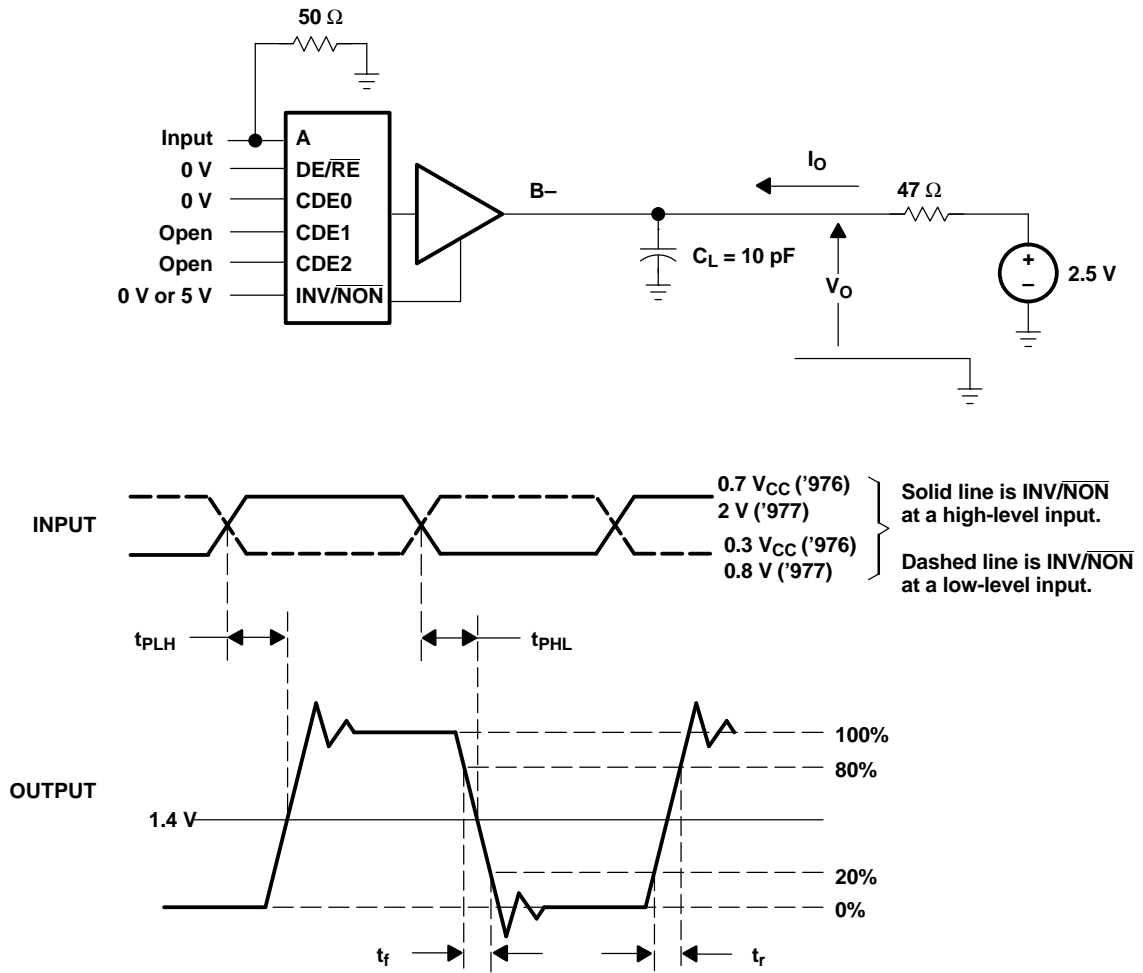 50 Ω
Input
A
0 V
DE/RE
0 V
CDE0
Open
CDE1
Open
CDE2
0 V or 5 V
INV/NON
B–
IO
47 Ω
CL = 10 pF
VO
+
–
2.5 V
INPUT
0.7 VCC ('976)
2 V ('977)
0.3 VCC ('976)
0.8 V ('977)
Solid line is INV/NON
at a high-level input.
Dashed line is INV/NON
at a low-level input.
tPLH
tPHL
OUTPUT
1.4 V
100%
80%
20%
0%
tf
tr